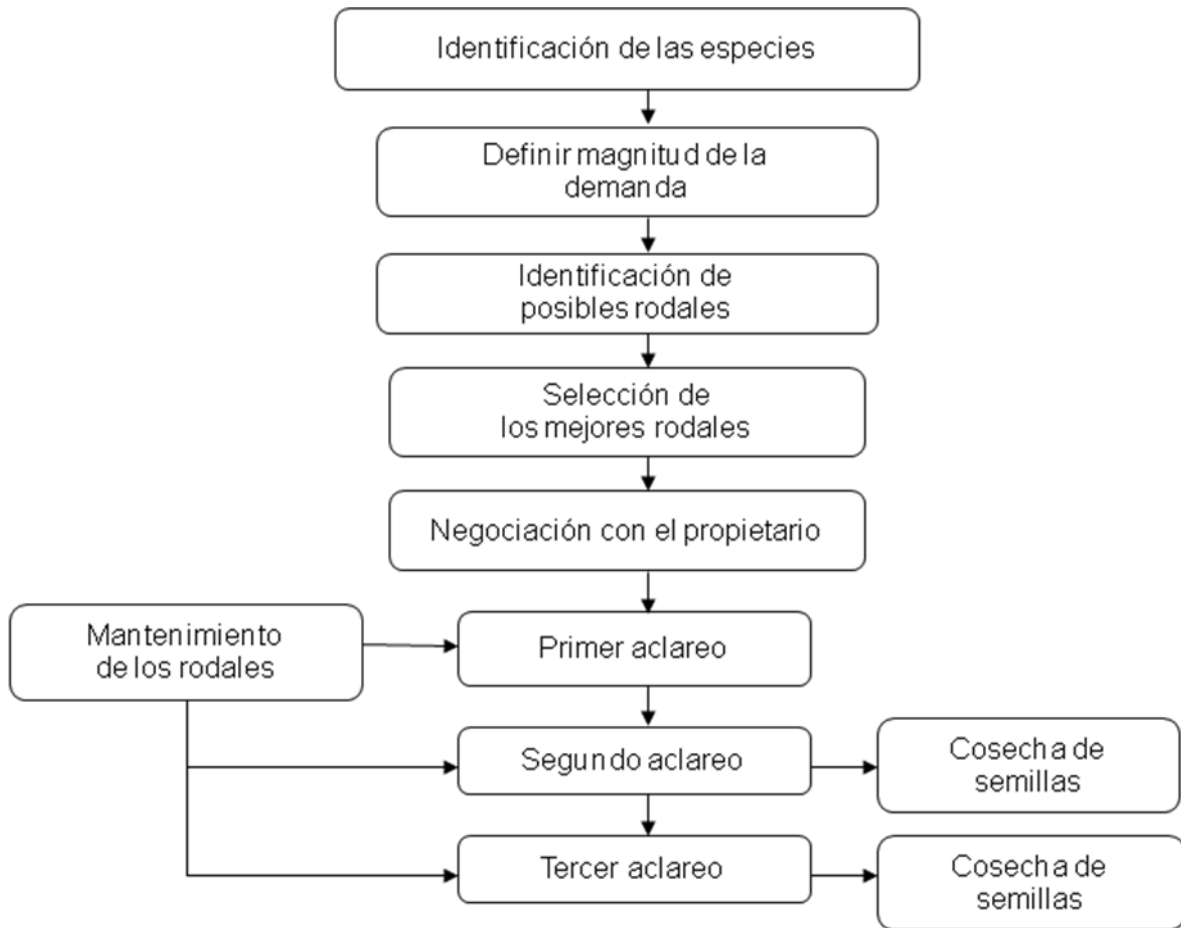 Identificación de las especies
Definir magnitud de la
demanda
Identificación de
posibles rodales
Selección de
los mejores rodales
Negociación con el propietario
Mantenimiento
de los rodales
Primer aclareo
Segundo aclareo
Cosecha de
semillas
Tercer aclareo
Cosecha de
semillas